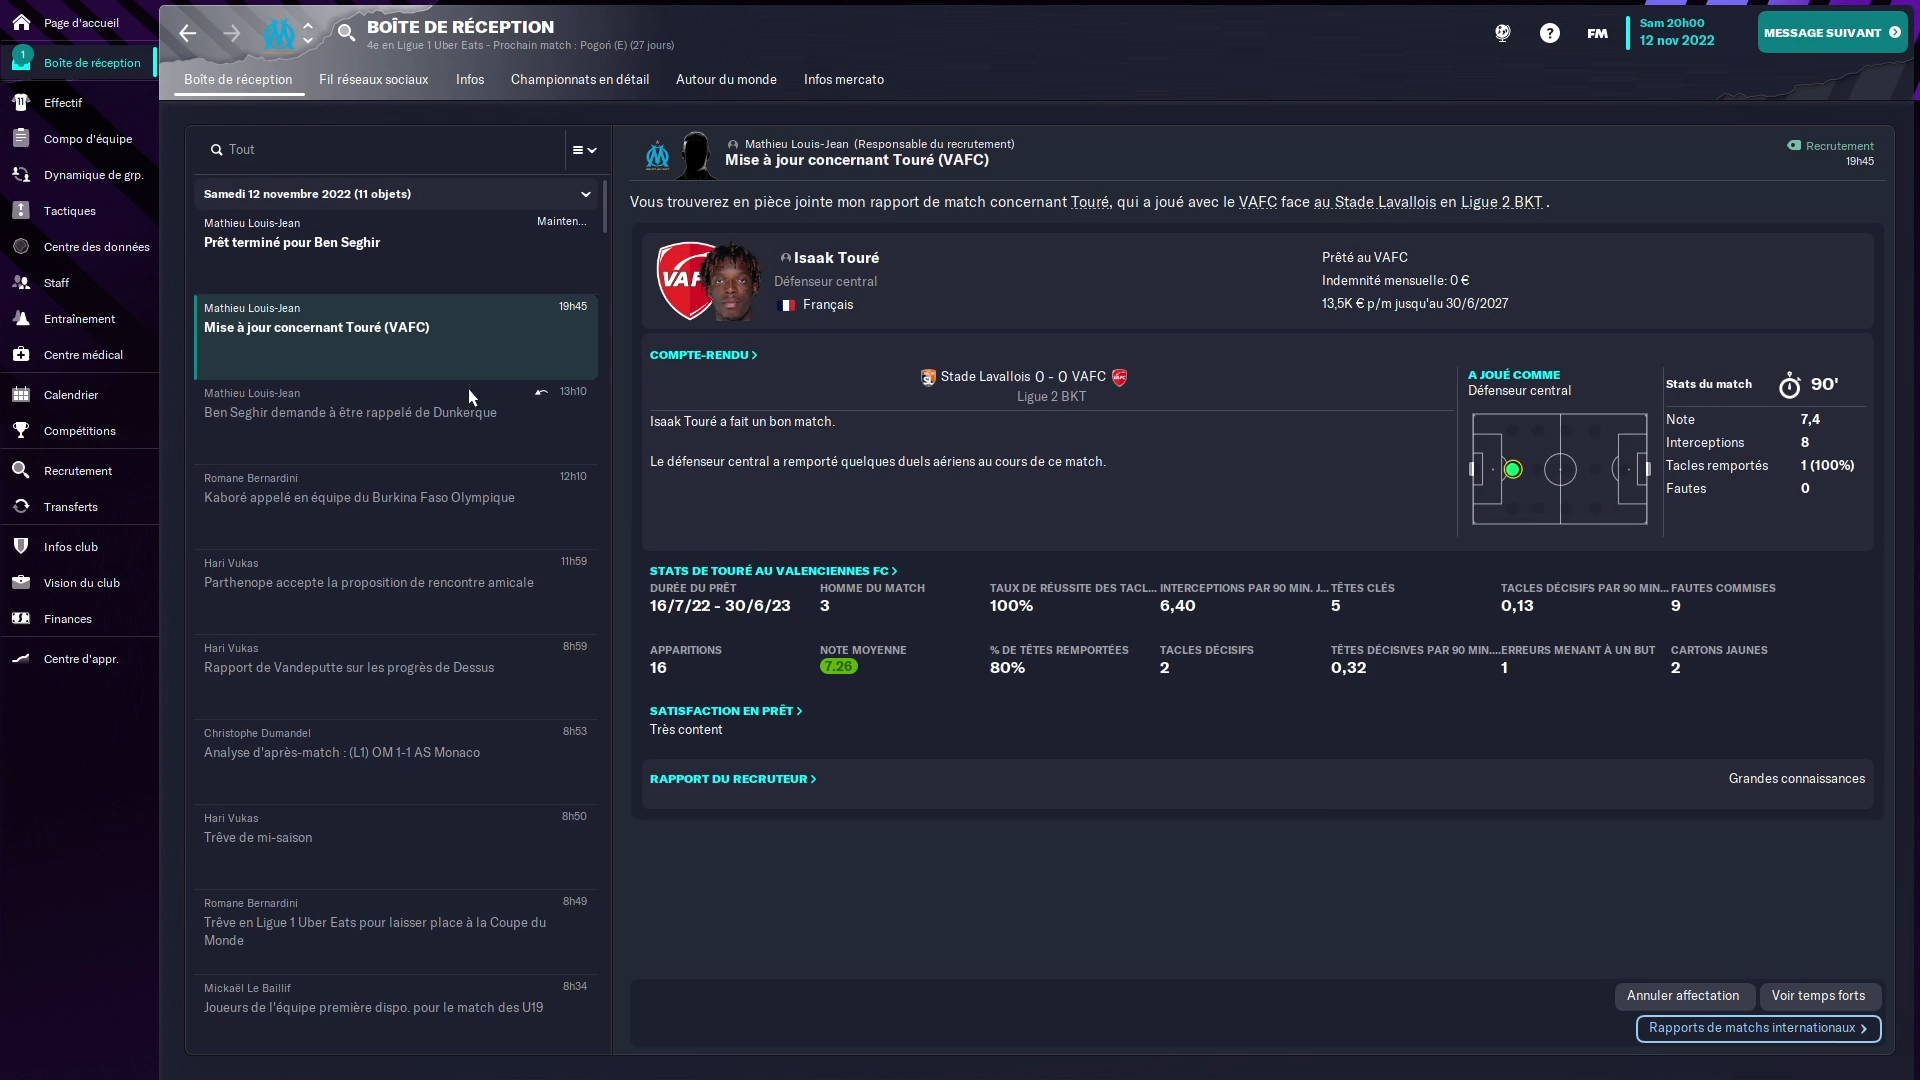 Page d'accueil
1
Boîte de réception
Effectif
Compo d'équipe
Dynamique de grp.
Tactiques
Centre des données
Staff
Entraînement
Centre médical
Calendrier
Compétitions
Recrutement
Transferts
Infos club
Vision du club
Finances
Centre d'appr.
BOÎTE DE RÉCEPTION
4e en Ligue 1 Uber Eats - Prochain match : Pogoń (E) (27 jours)
FM
Sam 20h00
12 nov 2022
MESSAGE SUIVANT
Boîte de réception
Fil réseaux sociaux
Infos
Championnats en détail
Autour du monde
Infos mercato
Tout
Samedi 12 novembre 2022 (11 objets)
Mathieu Louis-Jean Mainten...
Prêt terminé pour Ben Seghir
Mathieu Louis-Jean 19h45
Mise à jour concernant Touré (VAFC)
Mathieu Louis-Jean 13h10
Ben Seghir demande à être rappelé de Dunkerque
Romane Bernardini 12h10
Kaboré appelé en équipe du Burkina Faso Olympique
Hari Vukas 11h59
Parthenope accepte la proposition de rencontre amicale
Hari Vukas 8h59
Rapport de Vandeputte sur les progrès de Dessus
Christophe Dumandel 8h53
Analyse d'après-match : (L1) OM 1-1 AS Monaco
Hari Vukas 8h50
Trêve de mi-saison
Romane Bernardini 8h49
Trêve en Ligue 1 Uber Eats pour laisser place à la Coupe du
Monde
Mickaël Le Baillif 8h34
Joueurs de l'équipe première dispo. pour le match des U19
Mathieu Louis-Jean (Responsable du recrutement)
Mise à jour concernant Touré (VAFC)
Recrutement
19h45
Vous trouverez en pièce jointe mon rapport de match concernant Touré, qui a joué avec le VAFC face au Stade Lavallois en Ligue 2 BKT .
VAFC
Isaak Touré
Défenseur central
Français
Prêté au VAFC
Indemnité mensuelle: 0 €
13,5K € p/m jusqu'au 30/6/2027
COMPTE-RENDU >
Stade Lavallois 0 - 0 VAFC
Ligue 2 BKT
Isaak Touré a fait un bon match.
Le défenseur central a remporté quelques duels aériens au cours de ce match.
A JOUÉ COMME
Défenseur central
Stats du match 90'
Note 7,4
Interceptions 8
Tacles remportés 1 (100%)
Fautes 0
STATS DE TOURÉ AU VALENCIENNES FC >
DURÉE DU PRÊT HOMME DU MATCH TAUX DE RÉUSSITE DES TACL... INTERCEPTIONS PAR 90 MIN. J... TÊTES CLÉS TACLES DÉCISIFS PAR 90 MIN... FAUTES COMMISES
16/7/22 - 30/6/23 3 100% 6,40 5 0,13 9
APPARITIONS NOTE MOYENNE % DE TÊTES REMPORTÉES TACLES DÉCISIFS TÊTES DÉCISIVES PAR 90 MIN.... ERREURS MENANT À UN BUT CARTONS JAUNES
16 7.26 80% 2 0,32 1 2
SATISFACTION EN PRÊT >
Très content
RAPPORT DU RECRUTEUR > Grandes connaissances
Annuler affectation
Voir temps forts
Rapports de matchs internationaux >